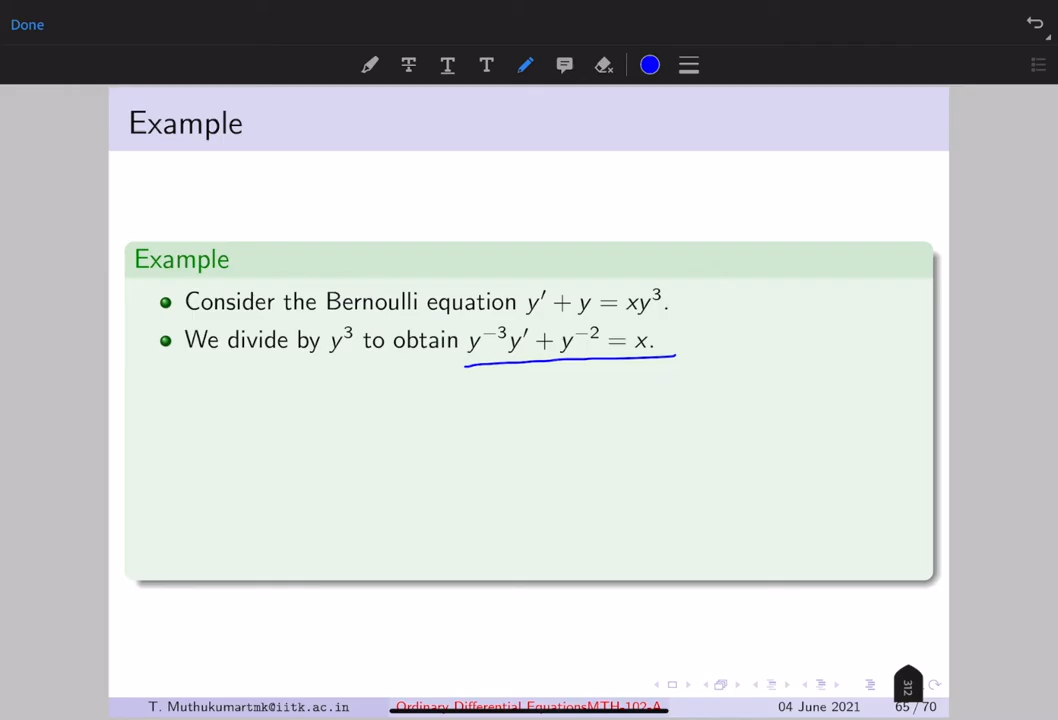 Done
T T T
Example
Example
Consider the Bernoulli equation y′ + y = xy³.
We divide by y³ to obtain y⁻³y′ + y⁻² = x.
312
T. Muthukumartmk@iitk.ac.in Ordinary Differential EquationsMTH-102-A 04 June 2021 65 / 70